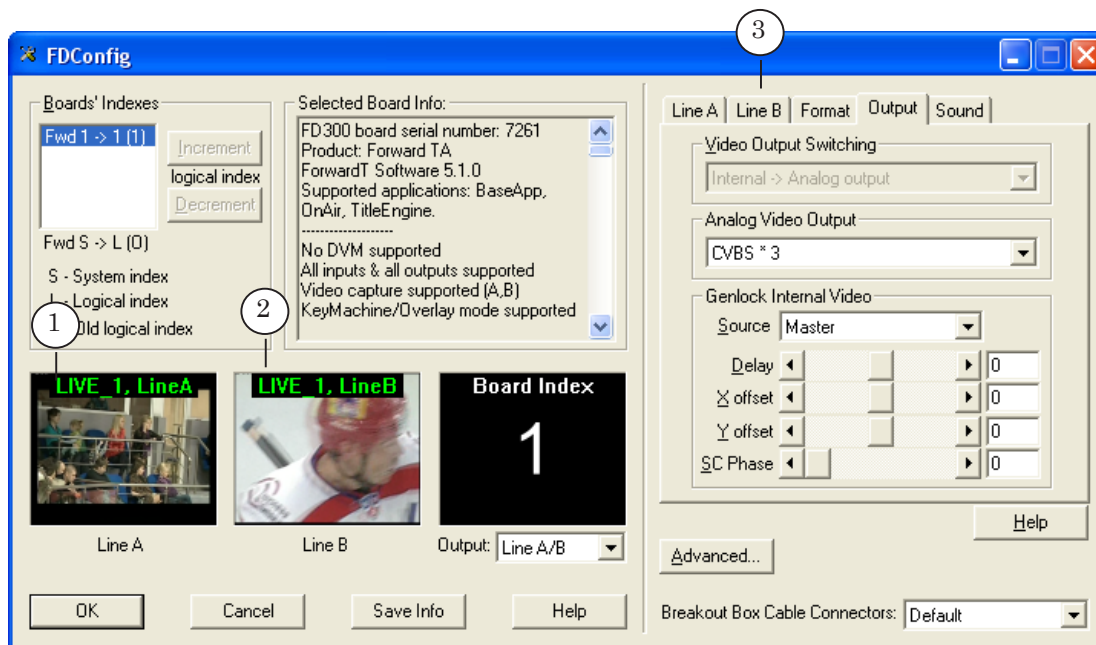 3
FDConfig
Boards' Indexes
Fwd 1 -> 1 (1)
Increment
logical index
Decrement
Fwd S -> L (O)
S - System index
- Logical index
Old logical index
Selected Board Info:
FD300 board serial number: 7261
Product: Forward TA
ForwardT Software 5.1.0
Supported applications: BaseApp,
OnAir, TitleEngine.
--------------------
No DVM supported
All inputs & all outputs supported
Video capture supported (A,B)
KeyMachine/Overlay mode supported
1
2
LIVE_1, LineA
LIVE_1, LineB
Board Index
1
Line A
Line B
Output: Line A/B
OK
Cancel
Save Info
Help
Line A
Line B
Format
Output
Sound
Video Output Switching
Internal -> Analog output
Analog Video Output
CVBS * 3
Genlock Internal Video
Source Master
Delay 0
X offset 0
Y offset 0
SC Phase 0
Help
Advanced...
Breakout Box Cable Connectors: Default